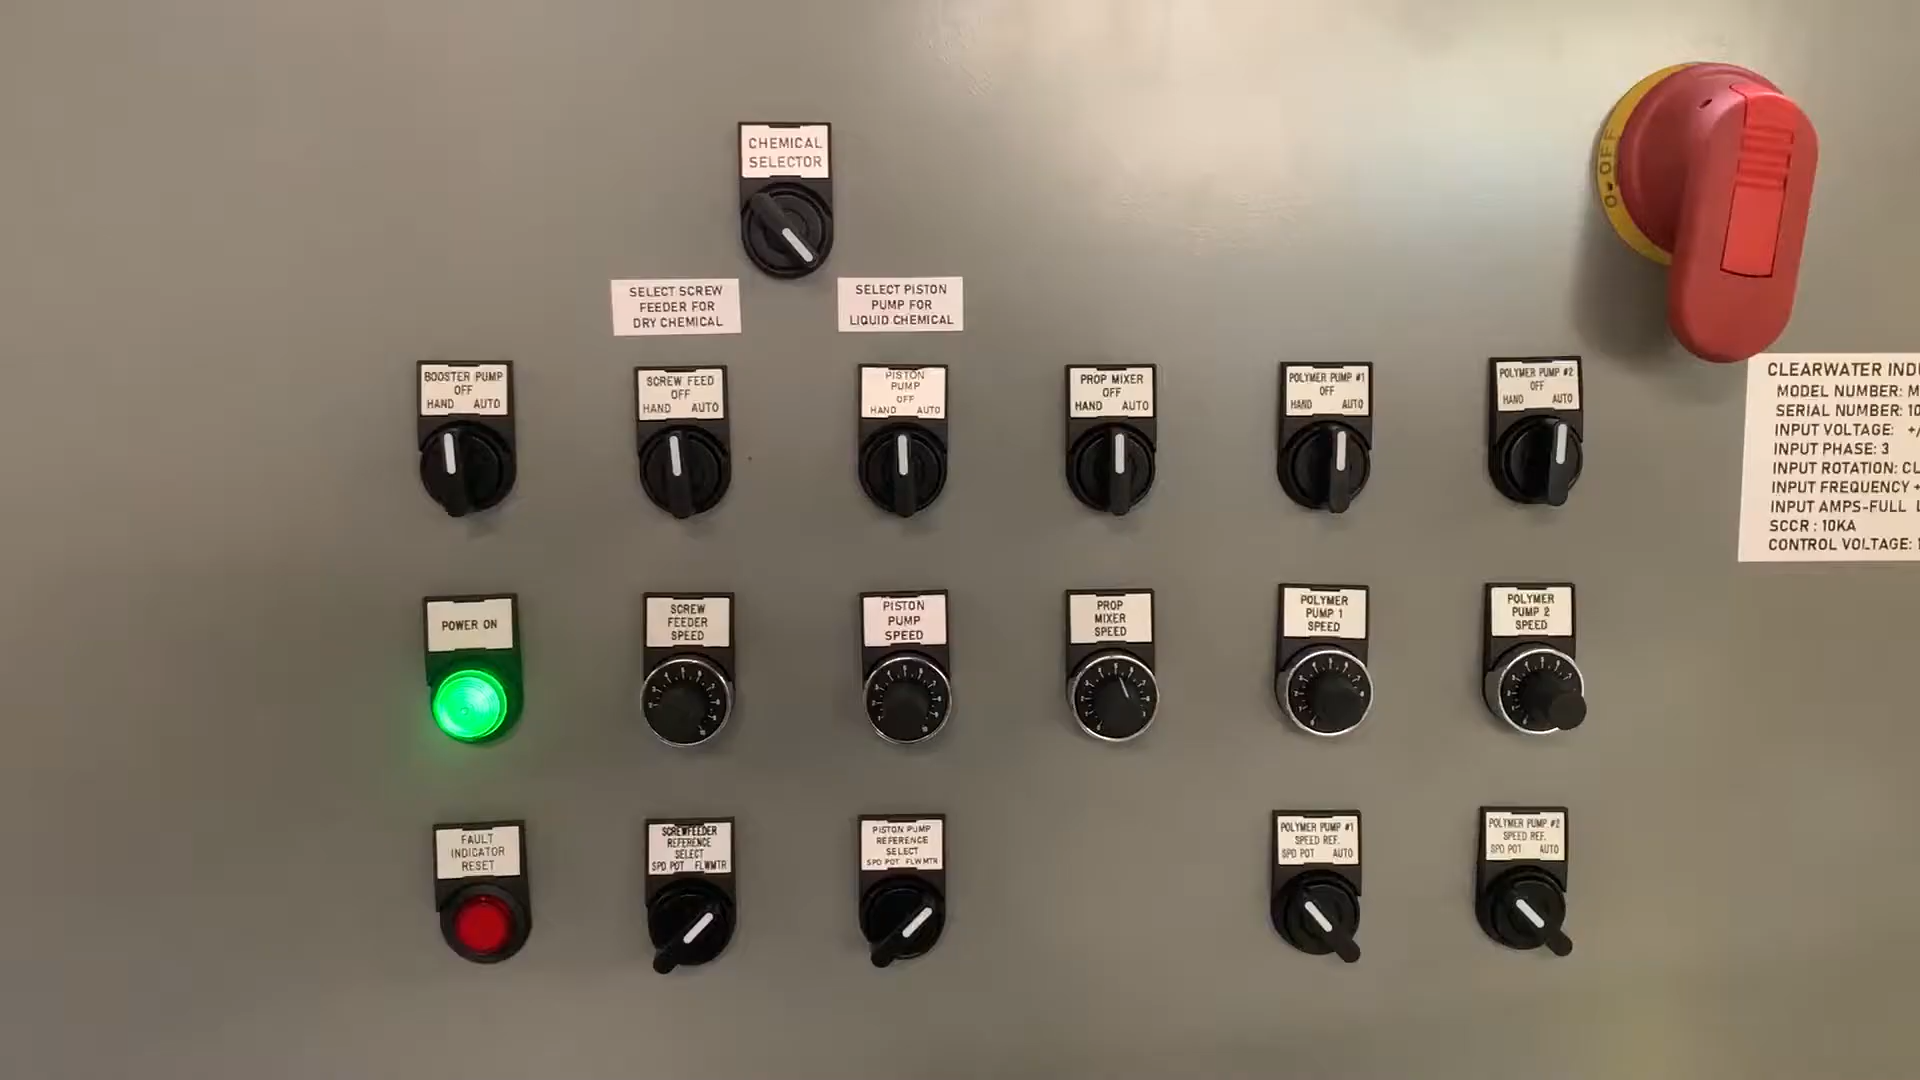 CHEMICAL
SELECTOR
O OFF
SELECT SCREW
FEEDER FOR
DRY CHEMICAL
SELECT PISTON
PUMP FOR
LIQUID CHEMICAL
BOOSTER PUMP
OFF
HAND AUTO
SCREW FEED
OFF
HAND AUTO
PISTON
PUMP
OFF
HAND AUTO
PROP MIXER
OFF
HAND AUTO
POLYMER PUMP #1
OFF
HAND AUTO
POLYMER PUMP #2
OFF
HAND AUTO
CLEARWATER
MODEL NUMBER:
SERIAL NUMBER:
INPUT VOLTAGE:
INPUT PHASE: 3
INPUT ROTATION:
INPUT FREQUENCY
INPUT AMPS-FULL
SCCR : 10KA
CONTROL VOLTAGE:
POWER ON
SCREW
FEEDER
SPEED
PISTON
PUMP
SPEED
PROP
MIXER
SPEED
POLYMER
PUMP 1
SPEED
POLYMER
PUMP 2
SPEED
FAULT
INDICATOR
RESET
SCREWFEEDER
REFERENCE
SELECT
SPD POT FLWMTR
PISTON PUMP
REFERENCE
SELECT
SPD POT FLWMTR
POLYMER PUMP #1
SPEED REF.
SPD POT AUTO
POLYMER PUMP #2
SPEED REF.
SPD POT AUTO